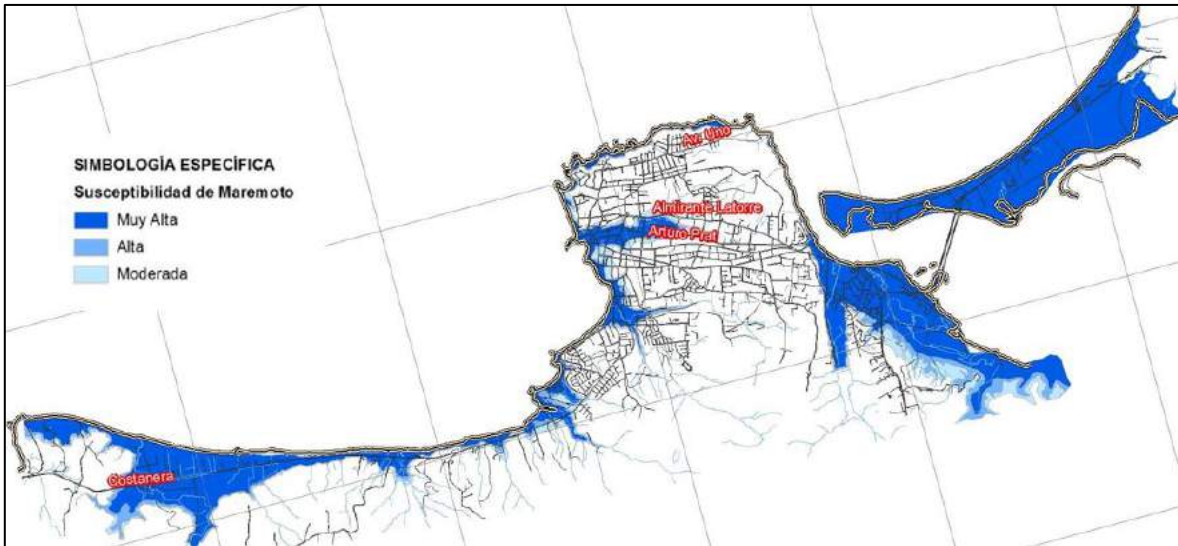 SIMBOLOGÍA ESPECÍFICA
Susceptibilidad de Maremoto
Muy Alta
Alta
Moderada
Av. Uno
Almirante Latorre
Arturo Prat
Costanera